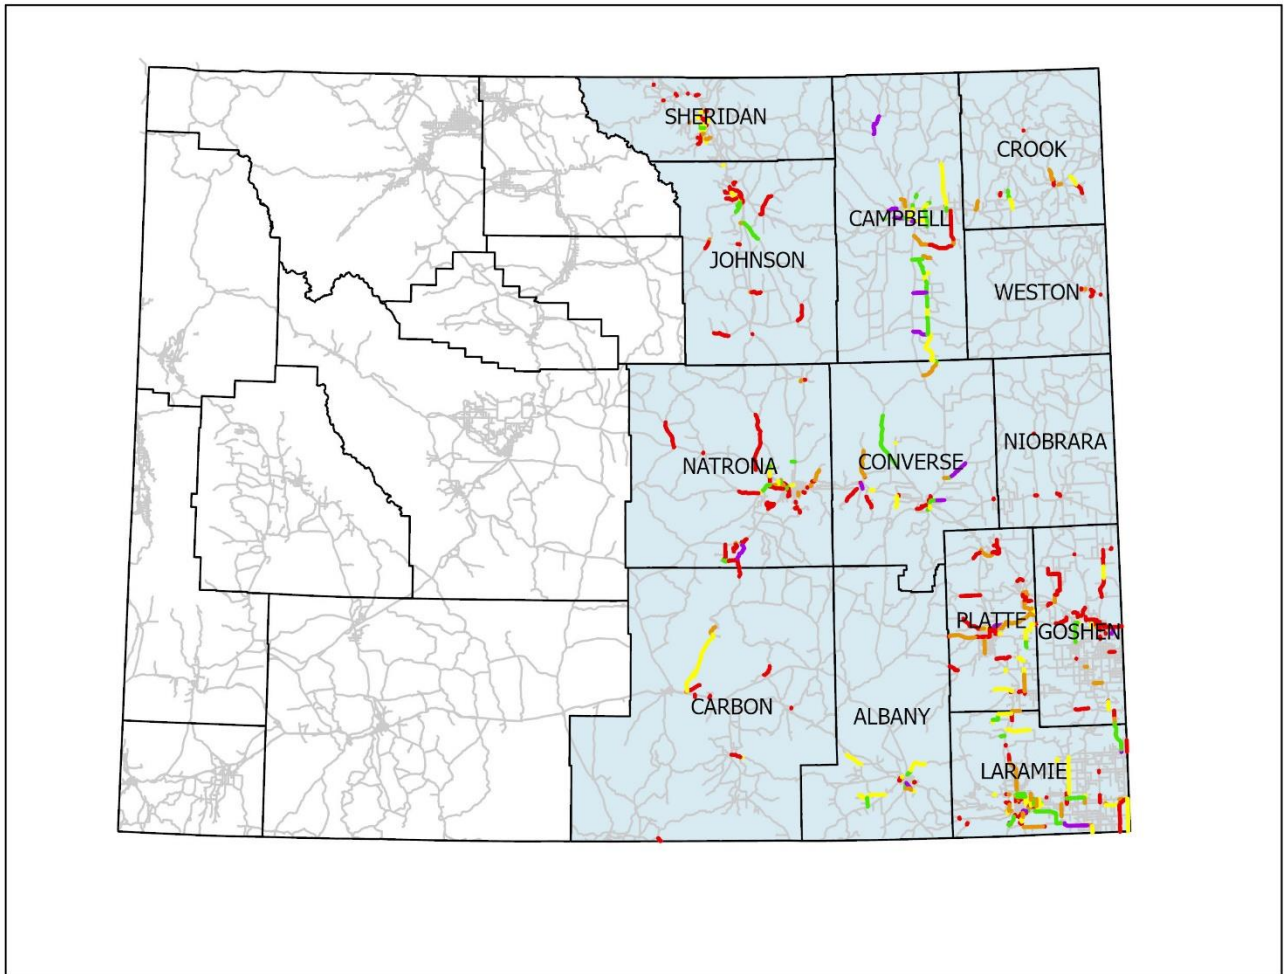 SHERIDAN
CROOK
CAMPBELL
JOHNSON
WESTON
NIOBRARA
NATRONA
CONVERSE
PLATTE
GOSHEN
CARBON
ALBANY
LARAMIE